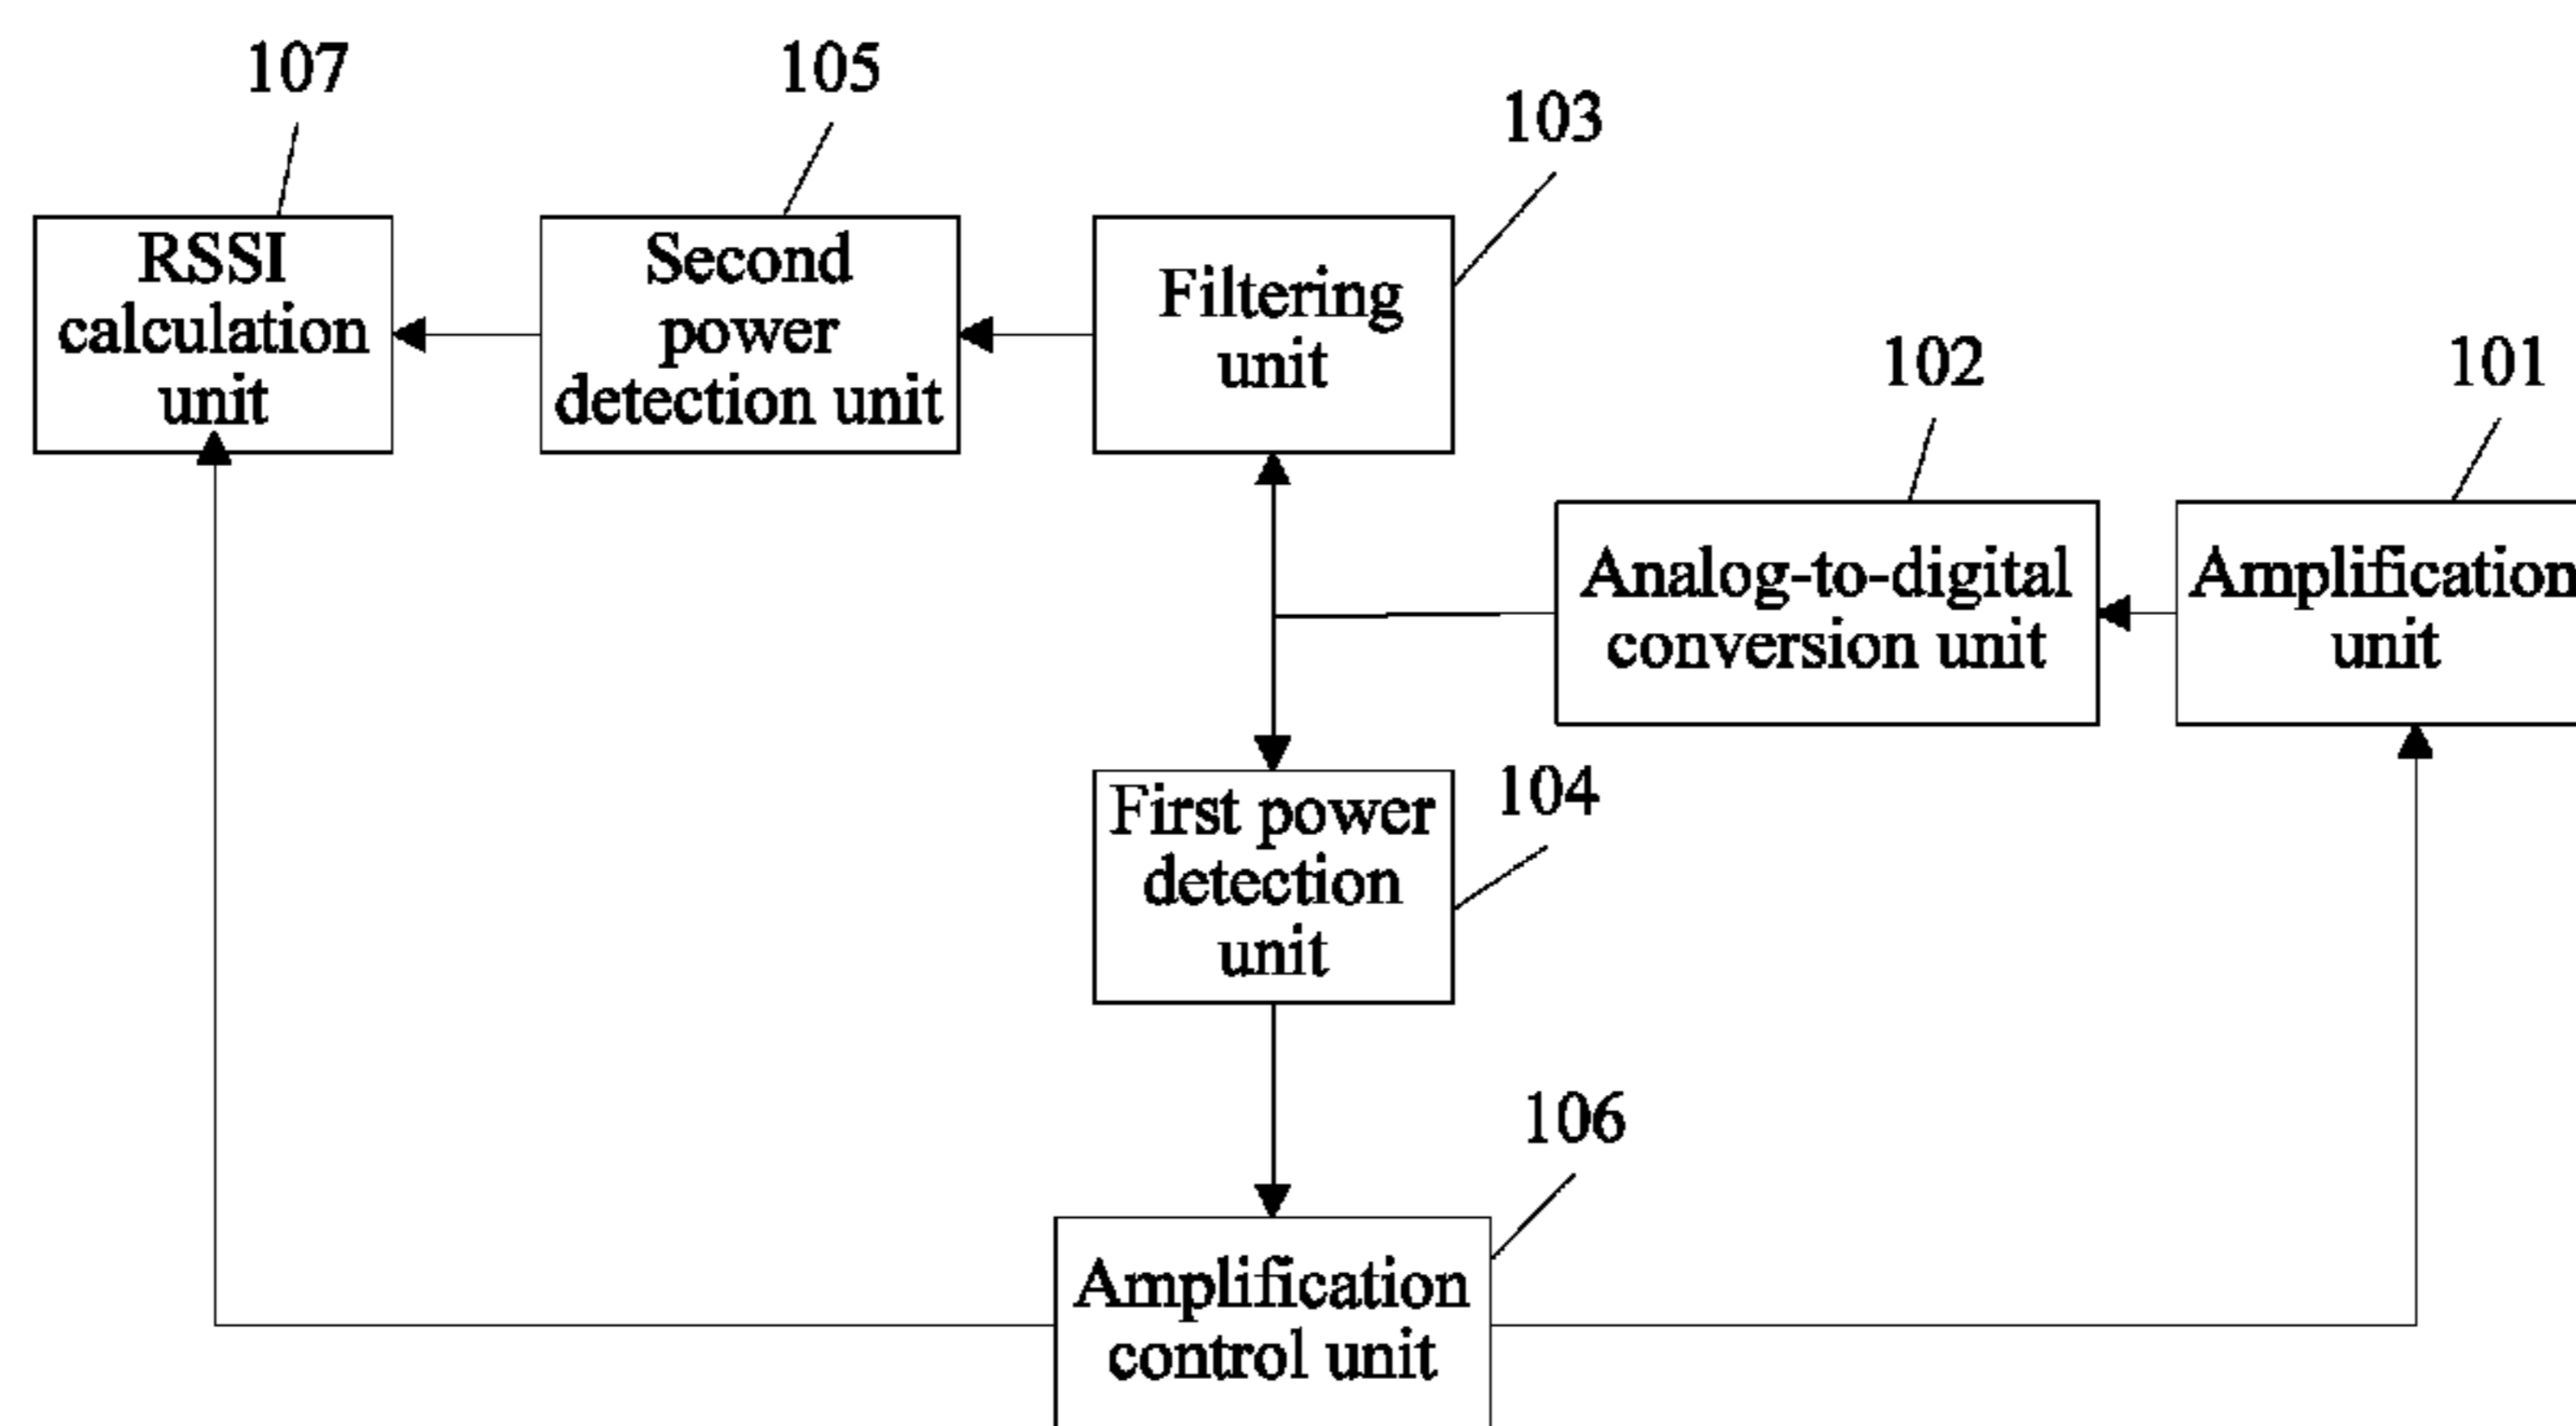 107
105
103
RSSI
calculation
unit
Second
power
detection unit
Filtering
unit
102
101
Analog-to-digital
conversion unit
Amplification
unit
First power
detection
unit
104
106
Amplification
control unit